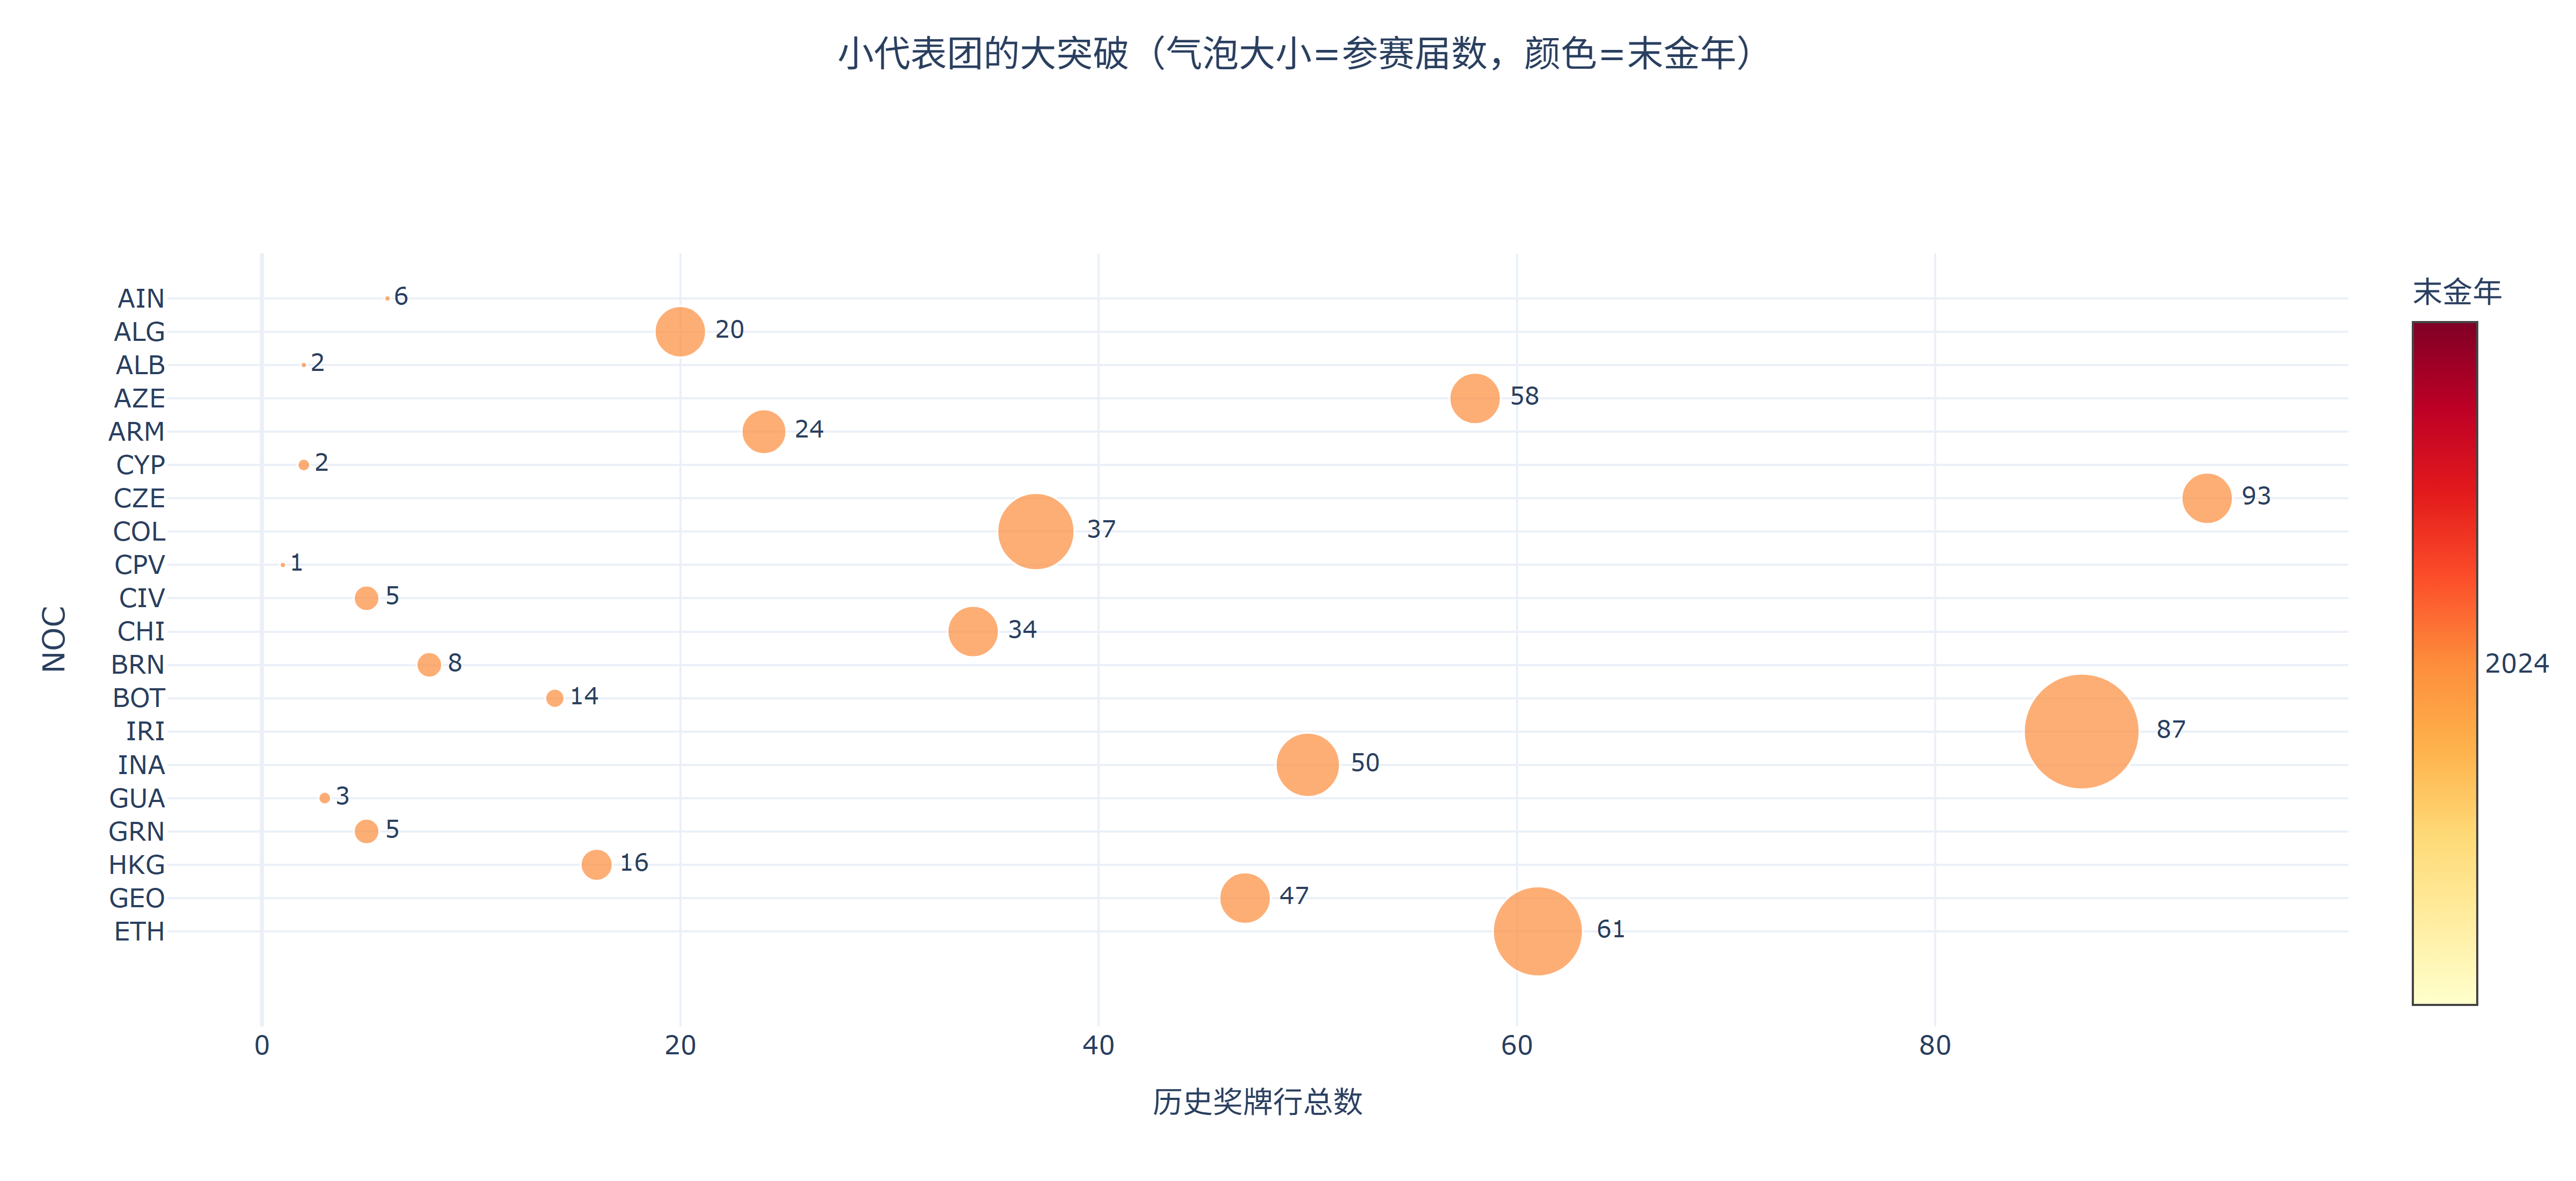 小代表团的大突破（气泡大小=参赛届数，颜色=末金年）
末金年
AIN 6
ALG 20
ALB 2
AZE 58
ARM 24
CYP 2
CZE 93
COL 37
CPV 1
CIV 5
CHI 34
BRN 8
BOT 14
IRI 87
INA 50
GUA 3
GRN 5
HKG 16
GEO 47
ETH 61
NOC
2024
0 20 40 60 80
历史奖牌行总数